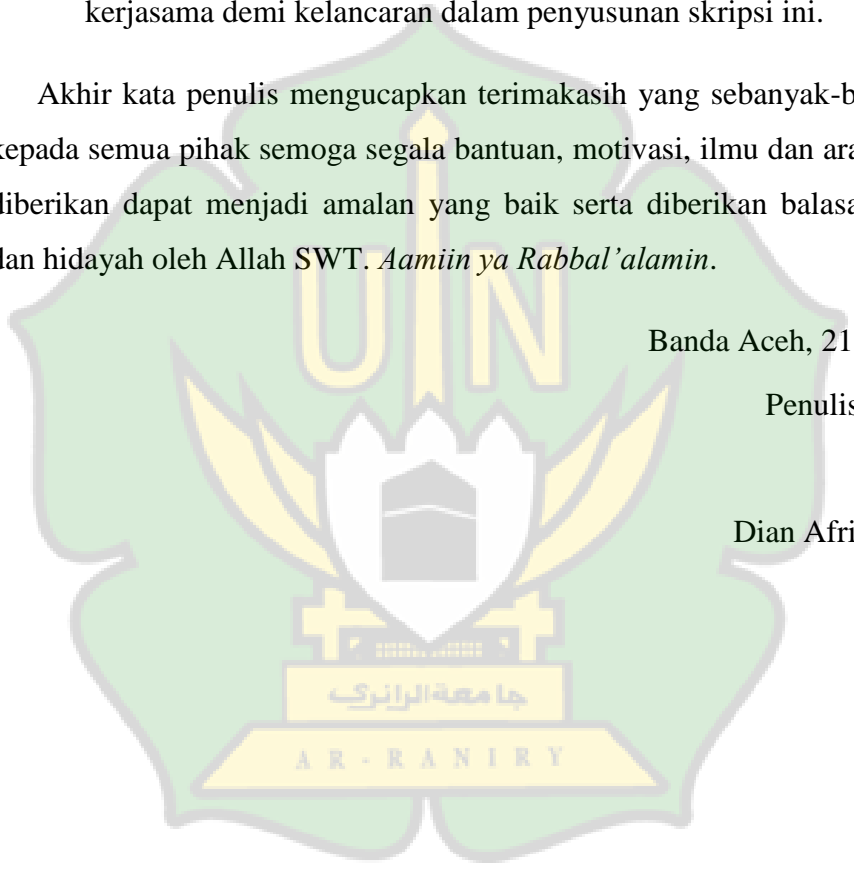 kerjasama demi kelancaran dalam penyusunan skripsi ini.
Akhir kata penulis mengucapkan terimakasih yang sebanyak-b
kepada semua pihak semoga segala bantuan, motivasi, ilmu dan ara
diberikan dapat menjadi amalan yang baik serta diberikan balasa
dan hidayah oleh Allah SWT. Aamiin ya Rabbal’alamin.
Banda Aceh, 21
Penulis
Dian Afri
UIN
جامعة الرانري
AR-RANIRY